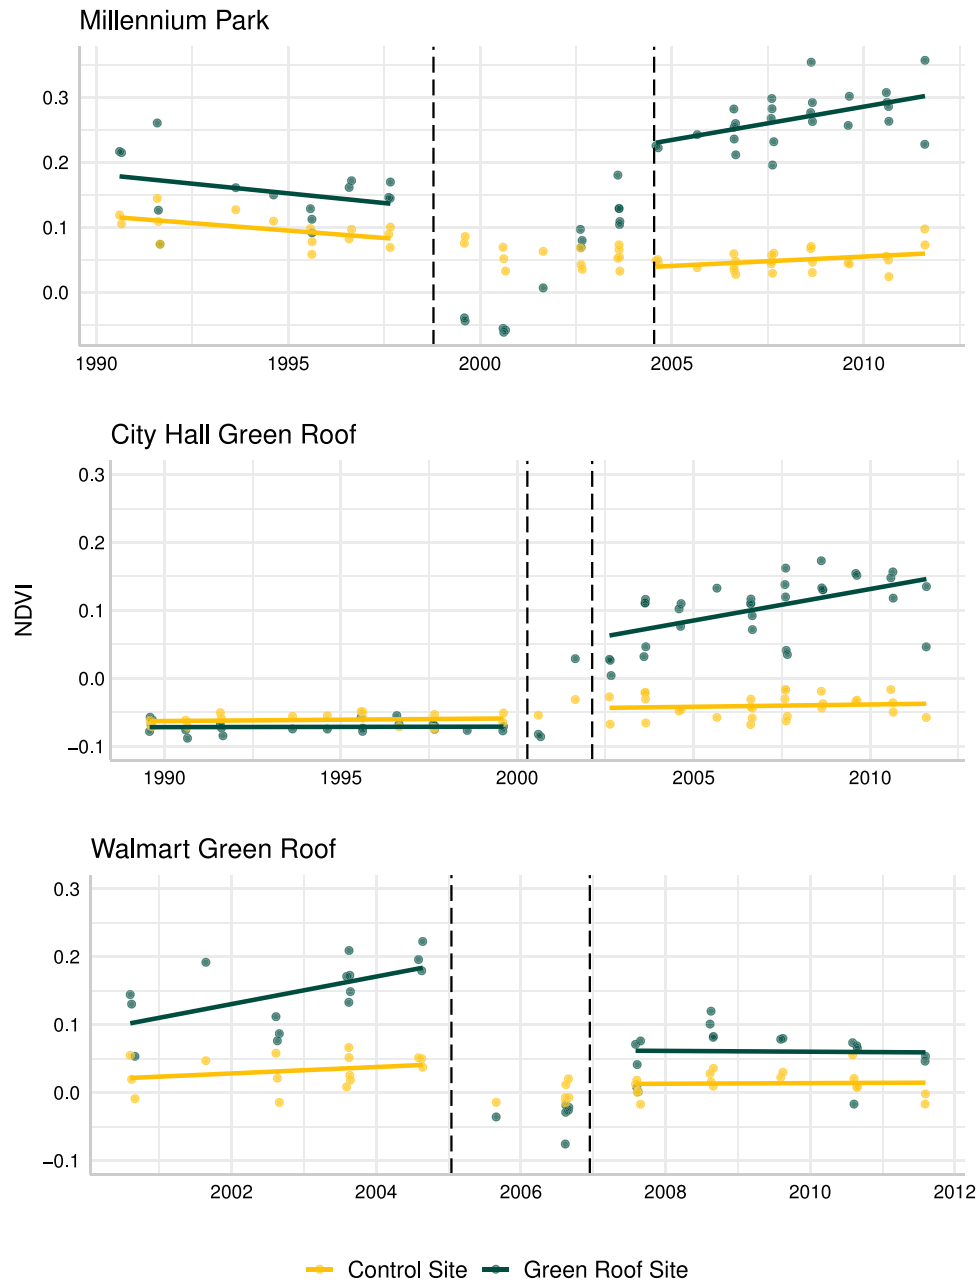 Millennium Park
0.3
0.2
0.1
0.0
1990 1995 2000 2005 2010
City Hall Green Roof
0.3
0.2
0.1
0.0
−0.1
1990 1995 2000 2005 2010
NDVI
Walmart Green Roof
0.3
0.2
0.1
0.0
−0.1
2002 2004 2006 2008 2010 2012
Control Site Green Roof Site